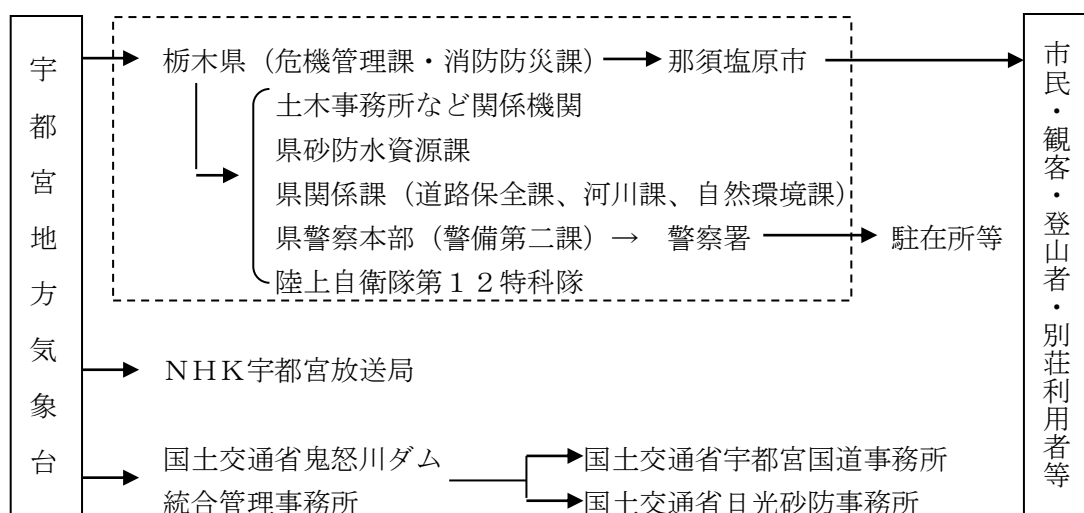 宇都宮地方気象台
栃木県（危機管理課・消防防災課）
那須塩原市
土木事務所など関係機関
県砂防水資源課
県関係課（道路保全課、河川課、自然環境課）
県警察本部（警備第二課）→　警察署
駐在所等
陸上自衛隊第１２特科隊
ＮＨＫ宇都宮放送局
国土交通省鬼怒川ダム
統合管理事務所
国土交通省宇都宮国道事務所
国土交通省日光砂防事務所
市民・観客・登山者・別荘利用者等